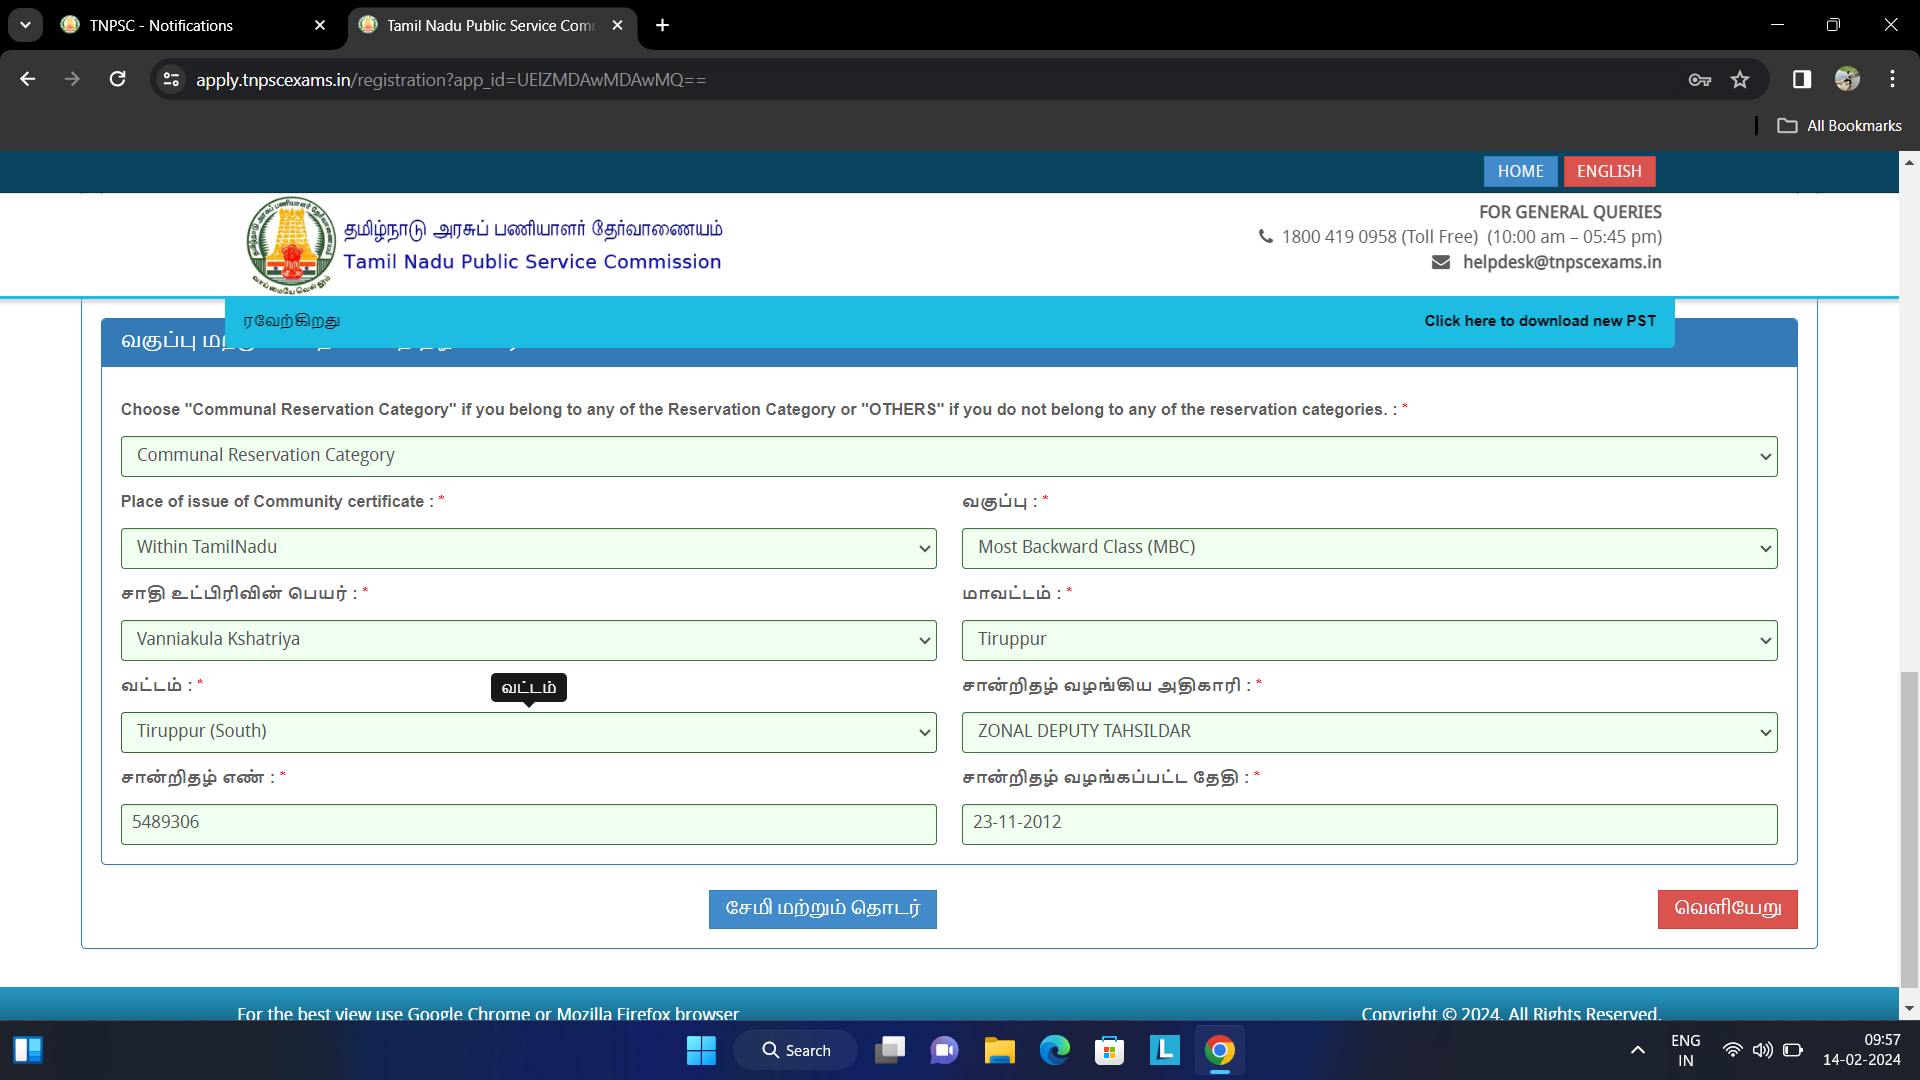 TNPSC - Notifications
Tamil Nadu Public Service Com
apply.tnpscexams.in/registration?app_id=UElZMDAwMDAwMQ==
All Bookmarks
HOME ENGLISH
தமிழ்நாடு அரசுப் பணியாளர் தேர்வாணையம்
Tamil Nadu Public Service Commission
FOR GENERAL QUERIES
1800 419 0958 (Toll Free) (10:00 am – 05:45 pm)
helpdesk@tnpscexams.in
ரவேற்கிறது Click here to download new PST
வகுப்பு
Choose "Communal Reservation Category" if you belong to any of the Reservation Category or "OTHERS" if you do not belong to any of the reservation categories. : *
Communal Reservation Category
Place of issue of Community certificate : * வகுப்பு : *
Within TamilNadu Most Backward Class (MBC)
சாதி உட்பிரிவின் பெயர் : * மாவட்டம் : *
Vanniakula Kshatriya Tiruppur
வட்டம் : * வட்டம் சான்றிதழ் வழங்கிய அதிகாரி : *
Tiruppur (South) ZONAL DEPUTY TAHSILDAR
சான்றிதழ் எண் : * சான்றிதழ் வழங்கப்பட்ட தேதி : *
5489306 23-11-2012
சேமி மற்றும் தொடர் வெளியேறு
For the best view use Google Chrome or Mozilla Firefox browser Copyright © 2024. All Rights Reserved.
Search
ENG
IN
09:57
14-02-2024